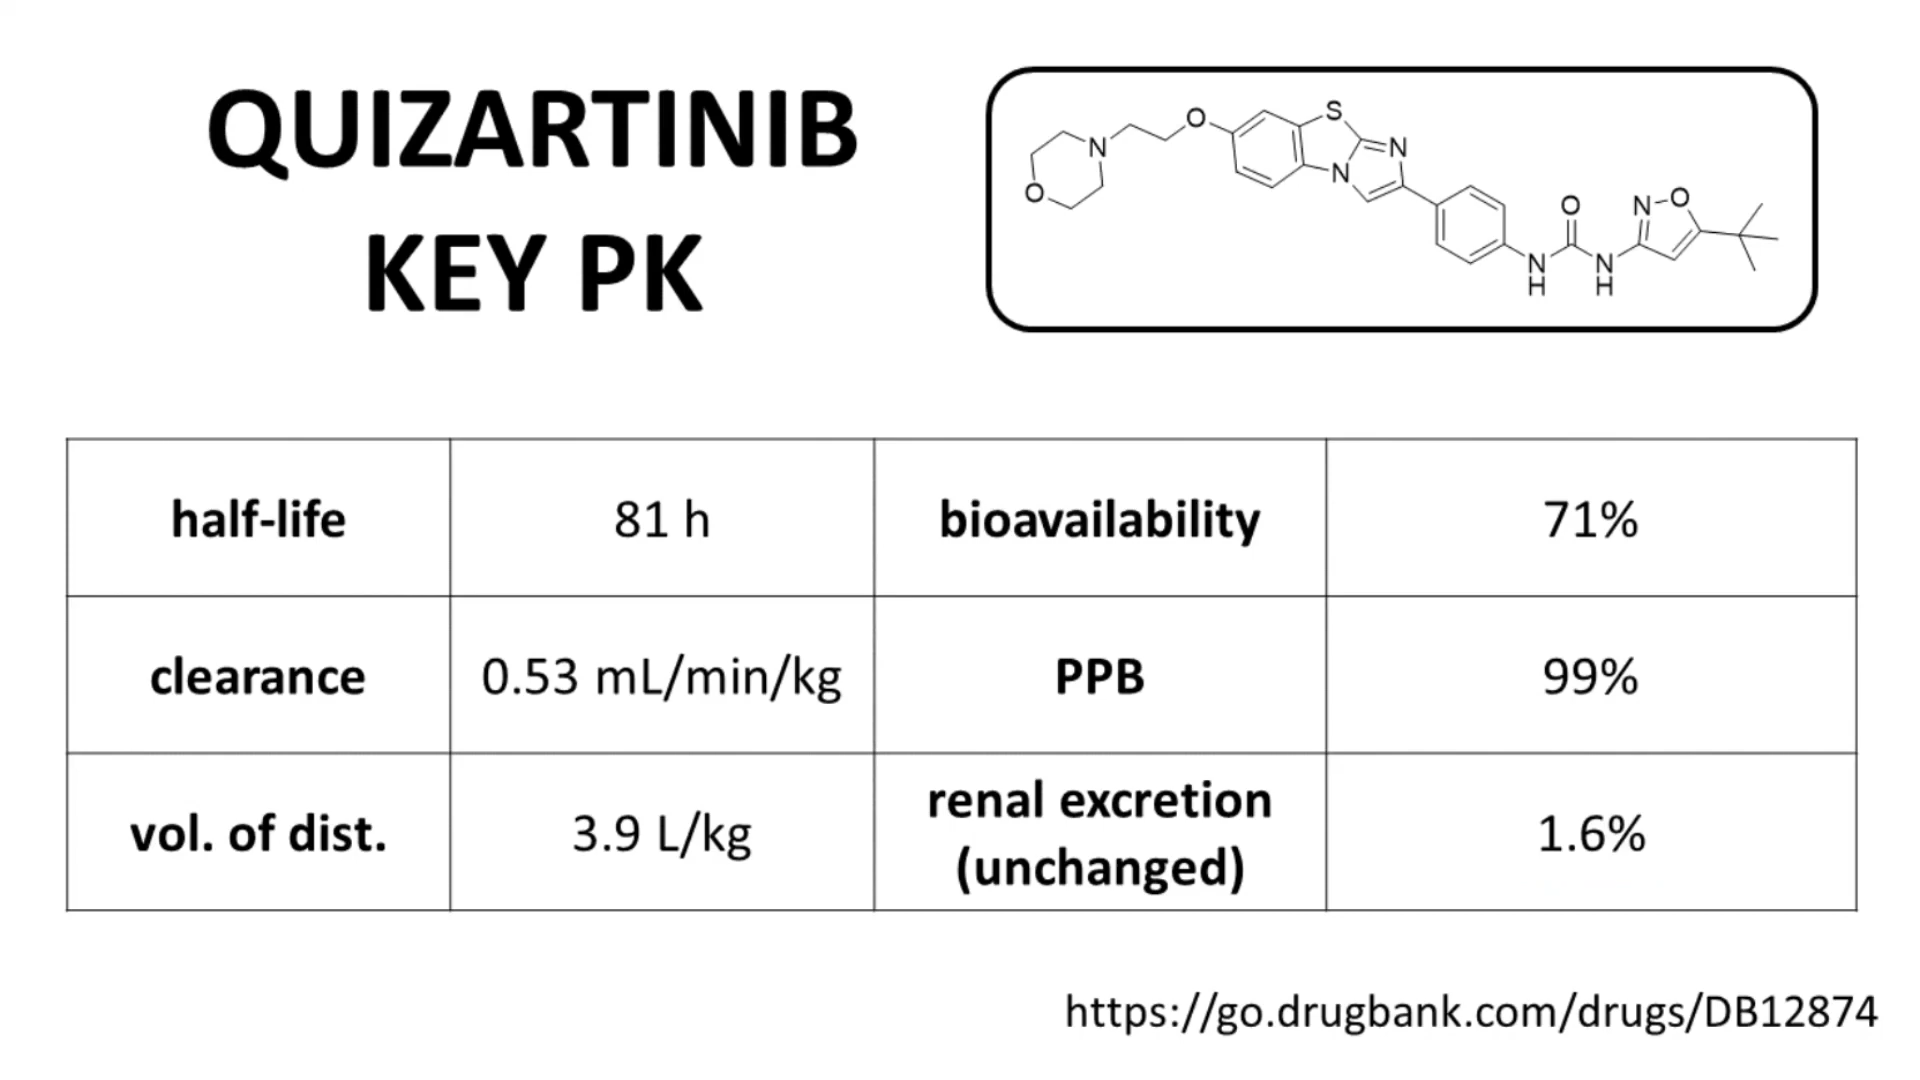 QUIZARTINIB
KEY PK
S
O
N
N
N
O
O
N
O
N
H
N
H
half-life 81 h bioavailability 71%
clearance 0.53 mL/min/kg PPB 99%
vol. of dist. 3.9 L/kg renal excretion
(unchanged) 1.6%
https://go.drugbank.com/drugs/DB12874